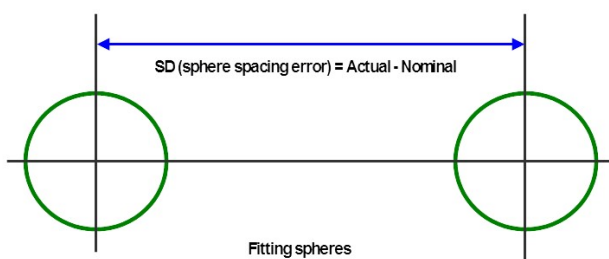 SD (sphere spacing error) = Actual - Nominal
Fitting spheres